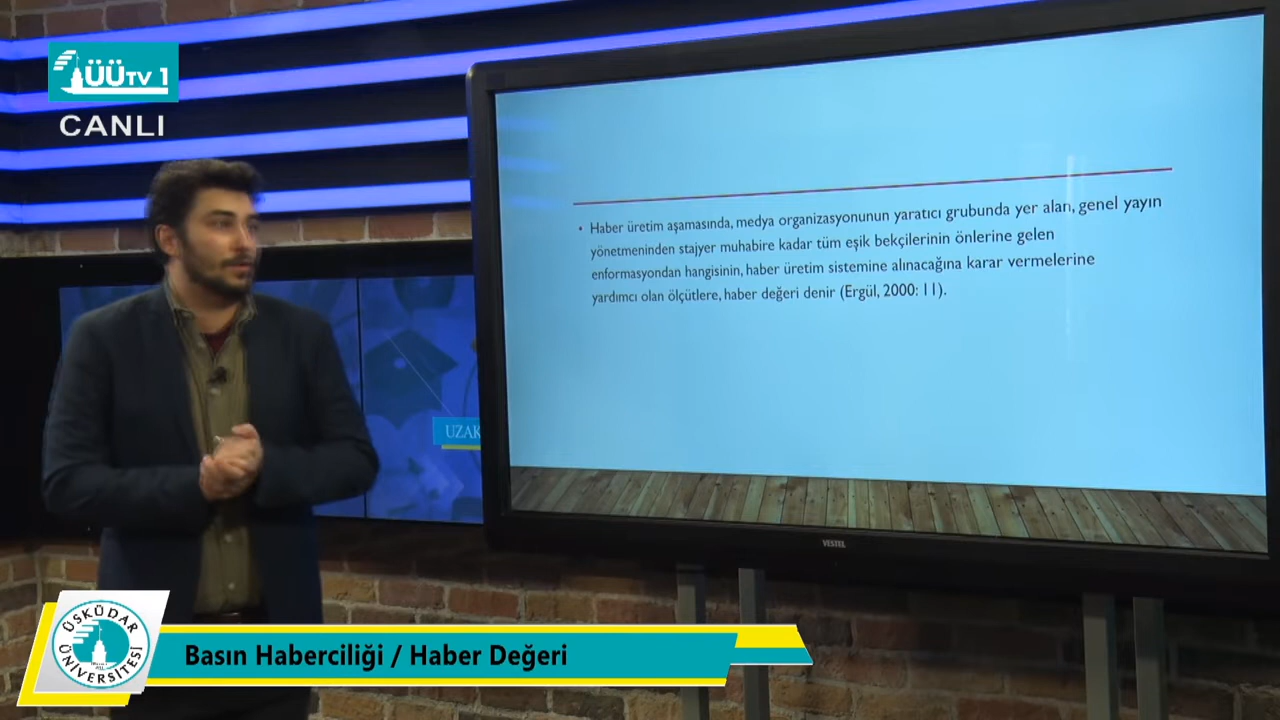 ÜÜTV 1
CANLI
• Haber üretim aşamasında, medya organizasyonunun yaratıcı grubunda yer alan, genel yayın
yönetmeninden stajyer muhabire kadar tüm eşik bekçilerinin önlerine gelen
enformasyondan hangisinin, haber üretim sistemine alınacağına karar vermelerine
yardımcı olan ölçütlere, haber değeri denir (Ergül, 2000: 11).
UZAK
VESTEL
ÜSKÜDAR ÜNİVERSİTESİ
Basın Haberciliği / Haber Değeri